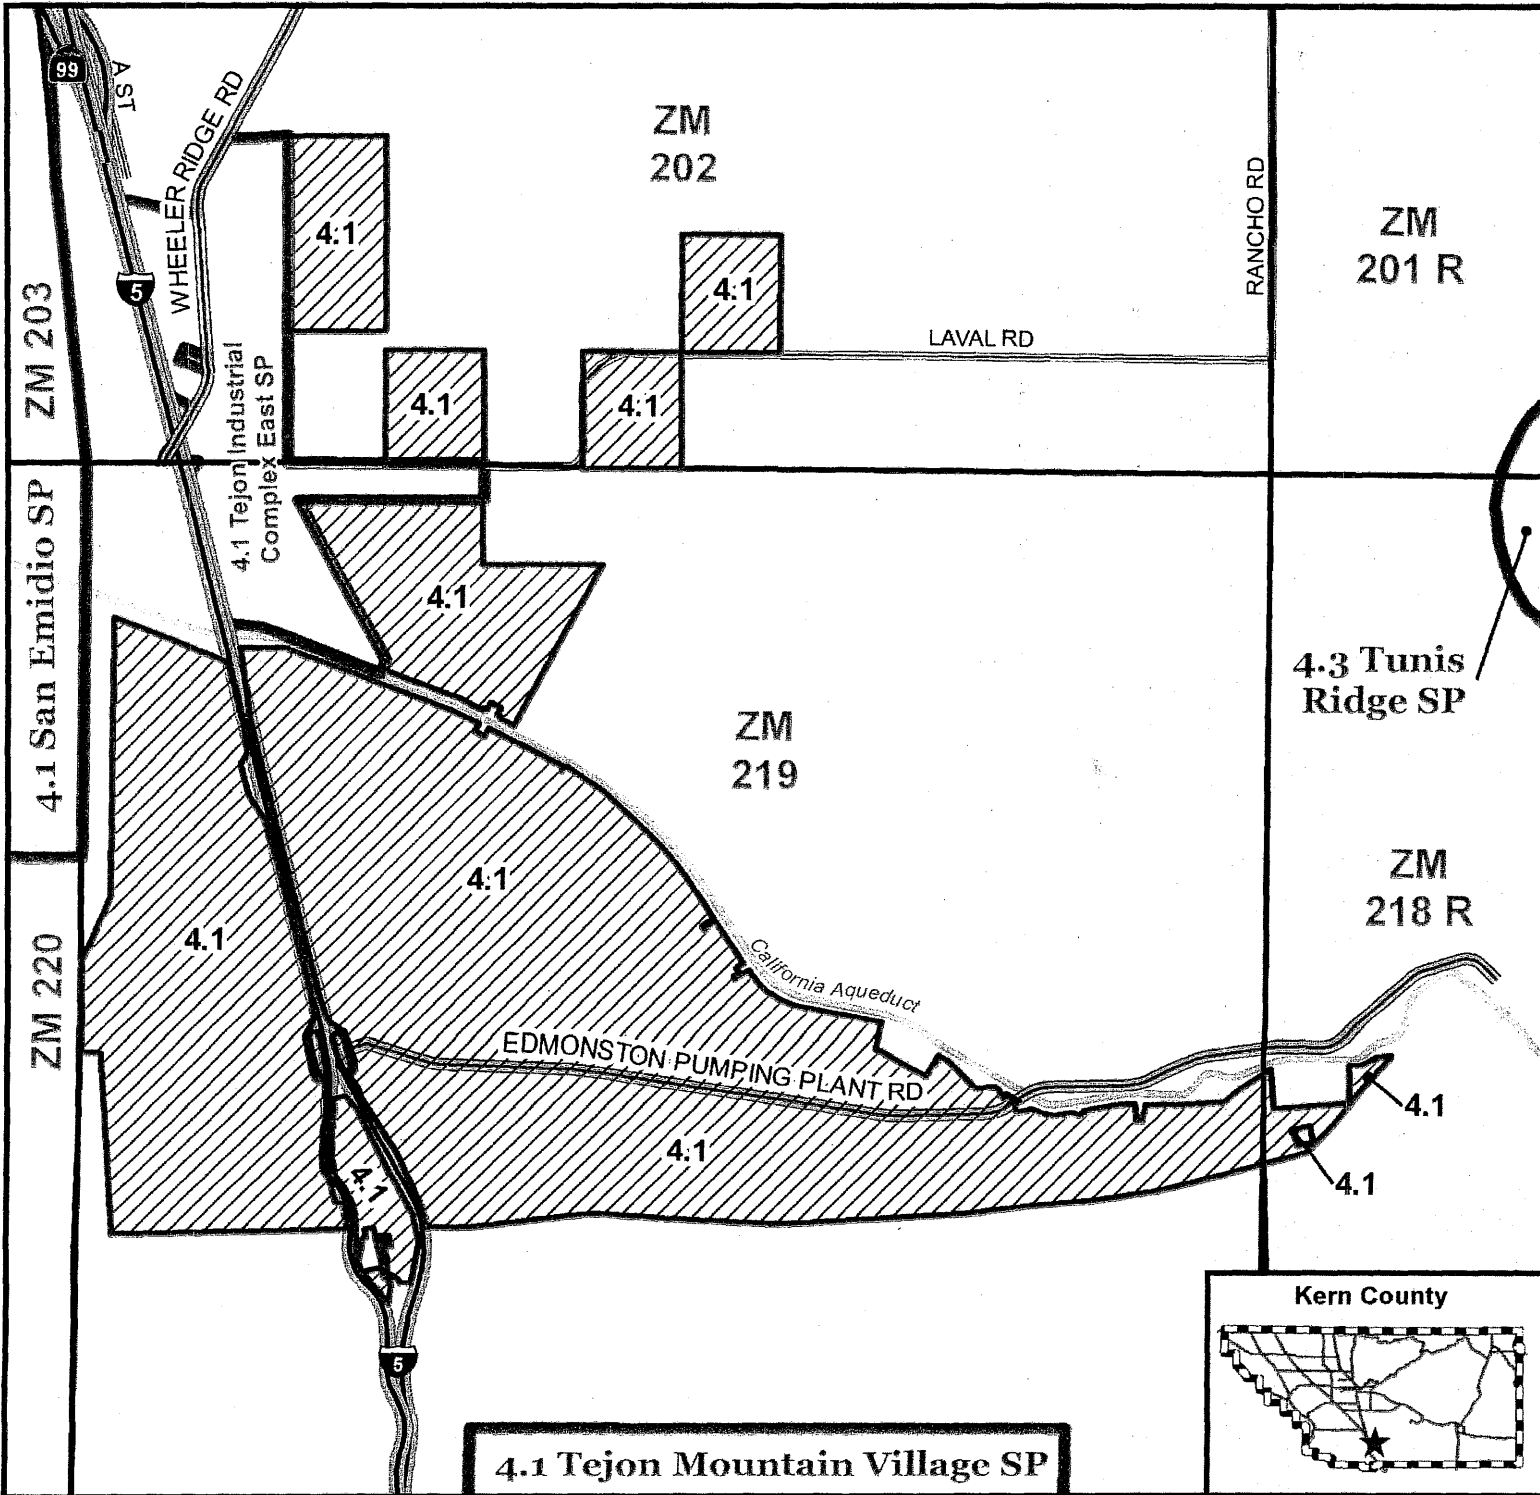 99
A ST
WHEELER RIDGE RD
ZM
202
RANCHO RD
ZM
201 R
4.1
4.1
5
ZM 203
LAVAL RD
4.1 Tejon Industrial
Complex East SP
4.1
4.1
4.1 San Emidio SP
4.1
4.3 Tunis
Ridge SP
ZM
219
4.1
ZM
218 R
4.1
ZM 220
California Aqueduct
EDMONSTON PUMPING PLANT RD
4.1
4.1
4.1
4.1
Kern County
5
4.1 Tejon Mountain Village SP